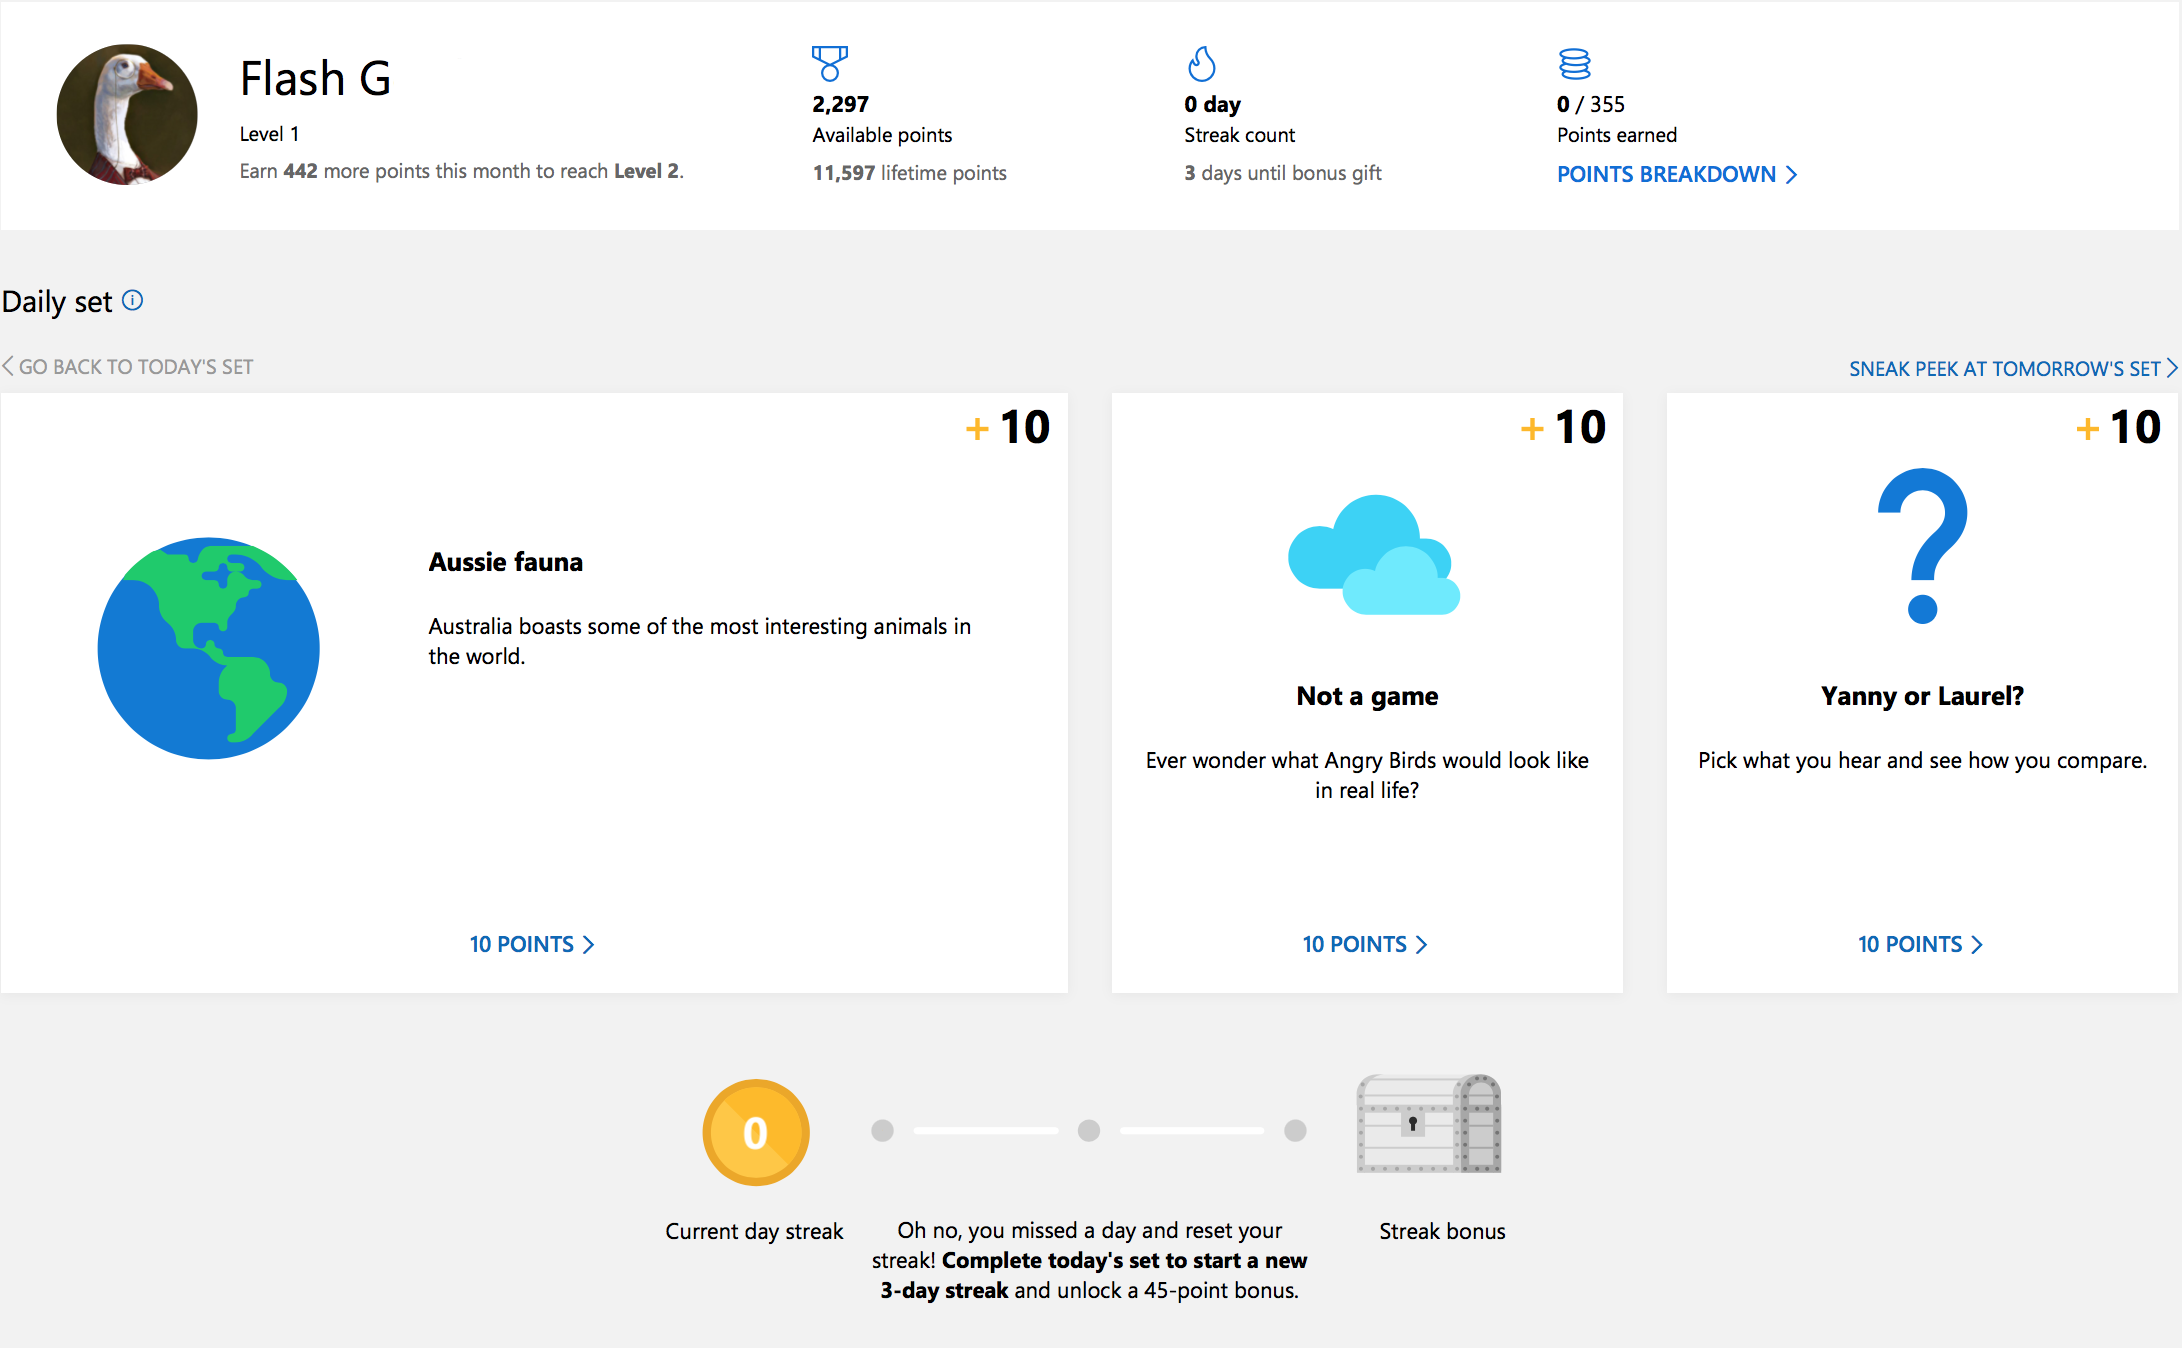 Flash G
Level 1
Earn 442 more points this month to reach Level 2.
2,297
Available points
11,597 lifetime points
0 day
Streak count
3 days until bonus gift
0 / 355
Points earned
POINTS BREAKDOWN
Daily set
GO BACK TO TODAY'S SET
SNEAK PEEK AT TOMORROW'S SET
+ 10
Aussie fauna
Australia boasts some of the most interesting animals in
the world.
10 POINTS
+ 10
Not a game
Ever wonder what Angry Birds would look like
in real life?
10 POINTS
+ 10
Yanny or Laurel?
Pick what you hear and see how you compare.
10 POINTS
0
Current day streak
Oh no, you missed a day and reset your
streak! Complete today's set to start a new
3-day streak and unlock a 45-point bonus.
Streak bonus